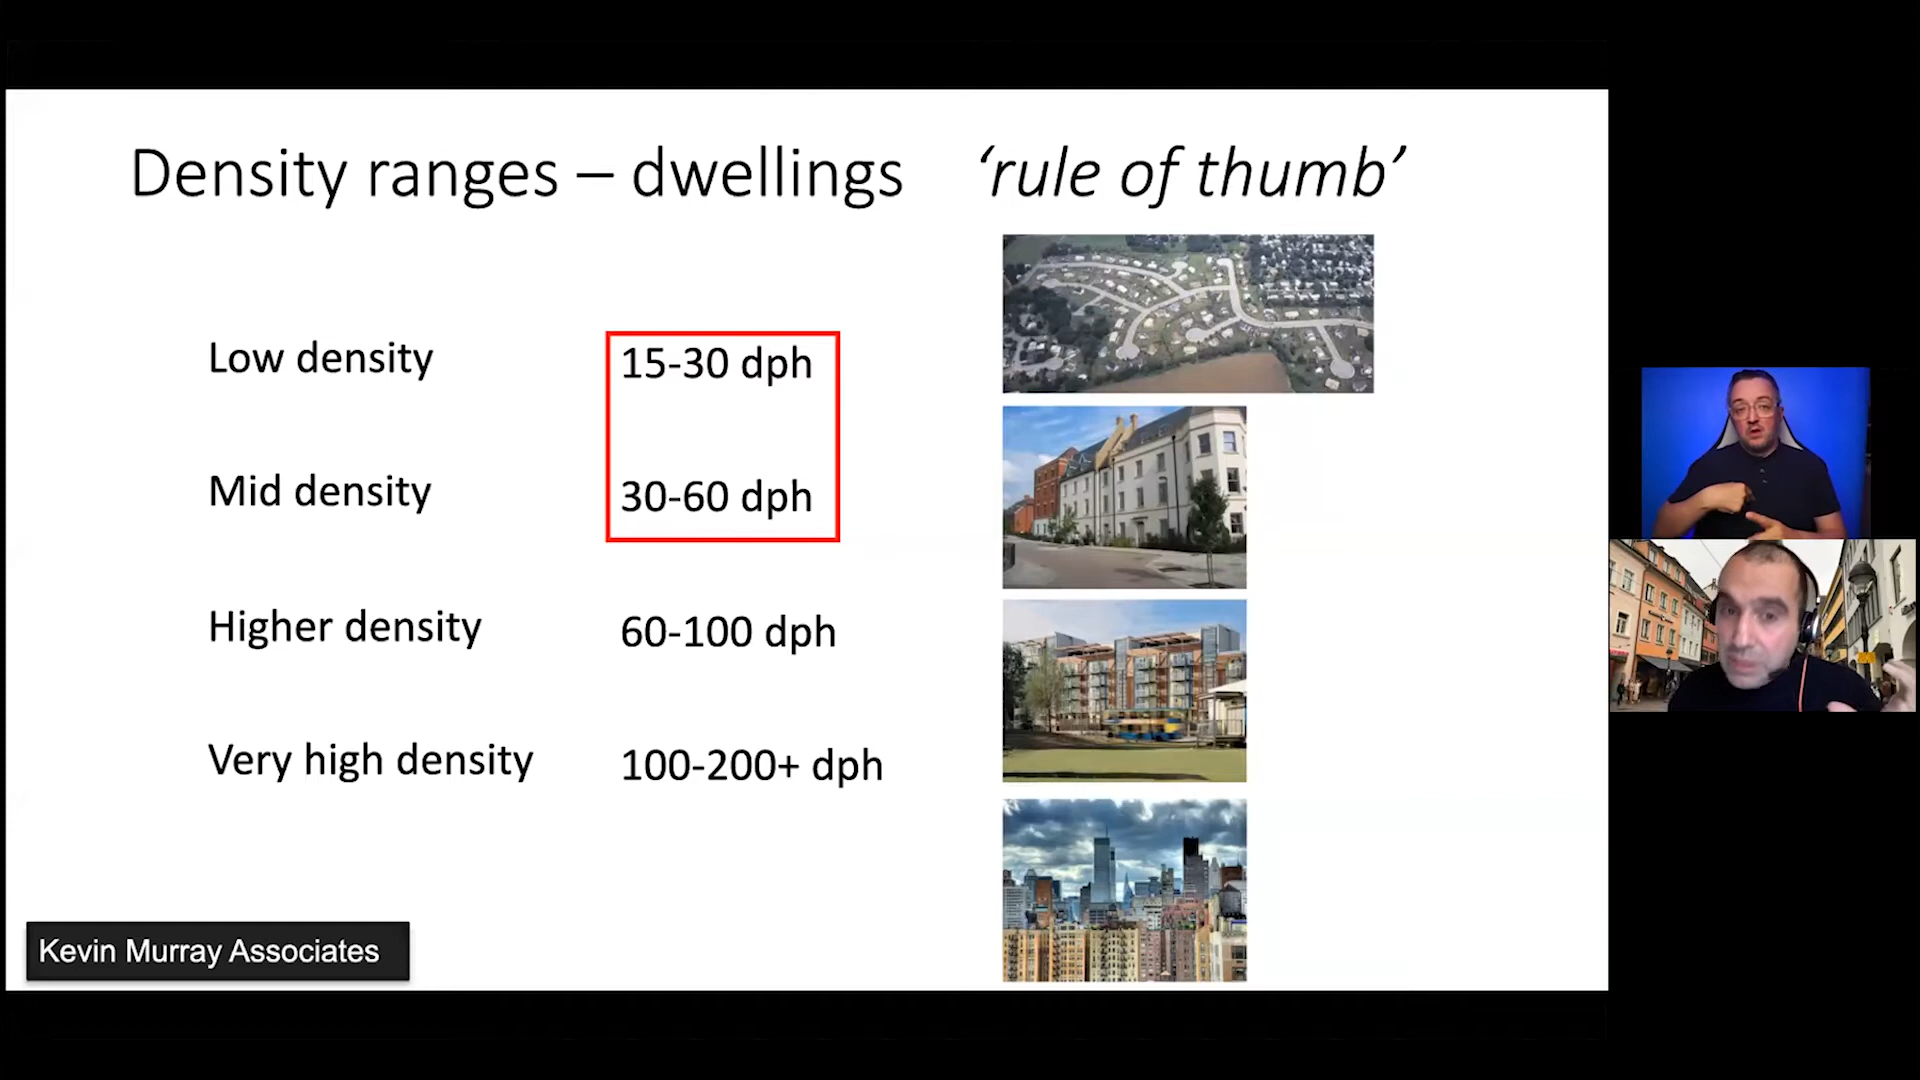 Density ranges – dwellings ‘rule of thumb’
Low density 15-30 dph
Mid density 30-60 dph
Higher density 60-100 dph
Very high density 100-200+ dph
Kevin Murray Associates